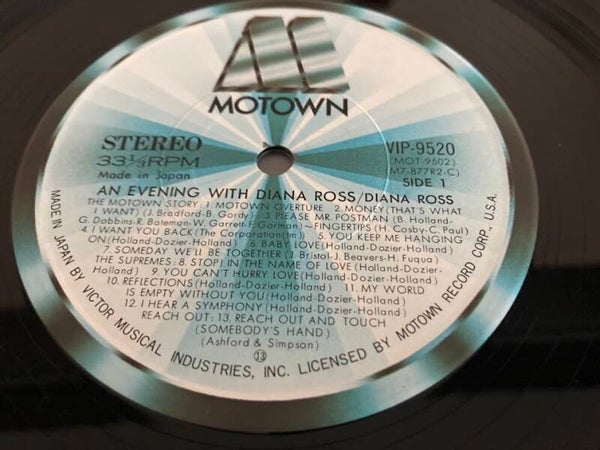 MOTOWN
STEREO
33⅓RPM
Made in Japan
VIP-9520
(MOT-9502)
(M7-877R2-C)
SIDE 1
AN EVENING WITH DIANA ROSS/DIANA ROSS
THE MOTOWN STORY: 1. MOTOWN OVERTURE 2. MONEY(THAT'S WHAT
I WANT) (J. Bradford-B. Gordy) 3. PLEASE MR. POSTMAN (B. Holland,
G. Dobbins-R. Bateman-W. Garrett-F. Gorman-FINGERTIPS (H. Cosby-C. Paul)
4. I WANT YOU BACK(The Corporation(tm.) 5. YOU KEEP ME HANGING
ON(Holland-Dozier-Holland) 6. BABY LOVE(Holland-Dozier-Holland)
7. SOMEDAY WE'LL BE TOGETHER (J. Bristol-J. Beavers-H. Fuqua)
THE SUPREMES: 8. STOP! IN THE NAME OF LOVE (Holland-Dozier-
Holland) 9. YOU CAN'T HURRY LOVE(Holland-Dozier-Holland)
10. REFLECTIONS(Holland-Dozier-Holland) 11. MY WORLD
IS EMPTY WITHOUT YOU(Holland-Dozier-Holland)
12. I HEAR A SYMPHONY(Holland-Dozier-Holland)
REACH OUT: 13. REACH OUT AND TOUCH
(SOMEBODY'S HAND)
(Ashford & Simpson)
⑬
MADE IN JAPAN BY VICTOR MUSICAL INDUSTRIES, INC. LICENSED BY MOTOWN RECORD CORP., U.S.A.